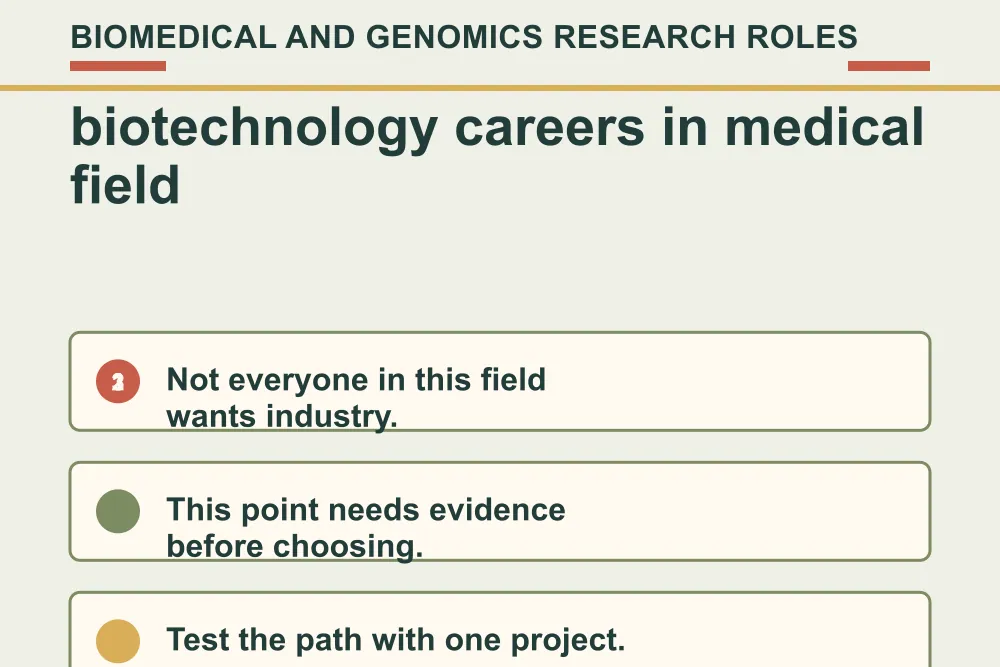 BIOMEDICAL AND GENOMICS RESEARCH ROLES
biotechnology careers in medical
field
Not everyone in this field
wants industry.
This point needs evidence
before choosing.
Test the path with one project.